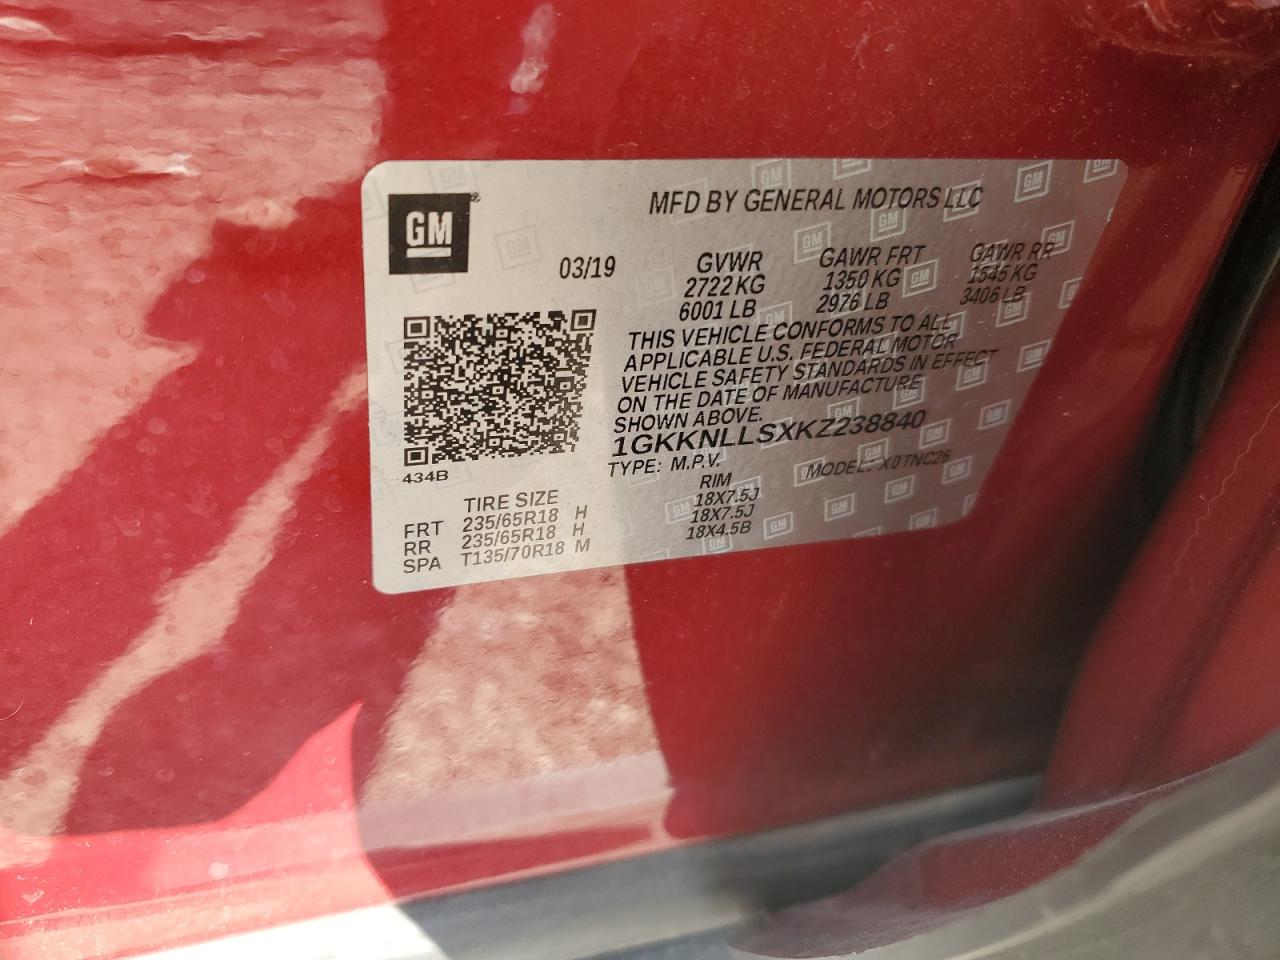 GM
MFD BY GENERAL MOTORS LLC
03/19
GVWR GAWR FRT GAWR RR
2722 KG 1350 KG 1545 KG
6001 LB 2976 LB 3406 LB
THIS VEHICLE CONFORMS TO ALL
APPLICABLE U.S. FEDERAL MOTOR
VEHICLE SAFETY STANDARDS IN EFFECT
ON THE DATE OF MANUFACTURE
SHOWN ABOVE.
1GKKNLLSXKZ238840
TYPE: M.P.V. MODEL: X0TNC26
434B
TIRE SIZE RIM
FRT 235/65R18 H 18X7.5J
RR 235/65R18 H 18X7.5J
SPA T135/70R18 M 18X4.5B